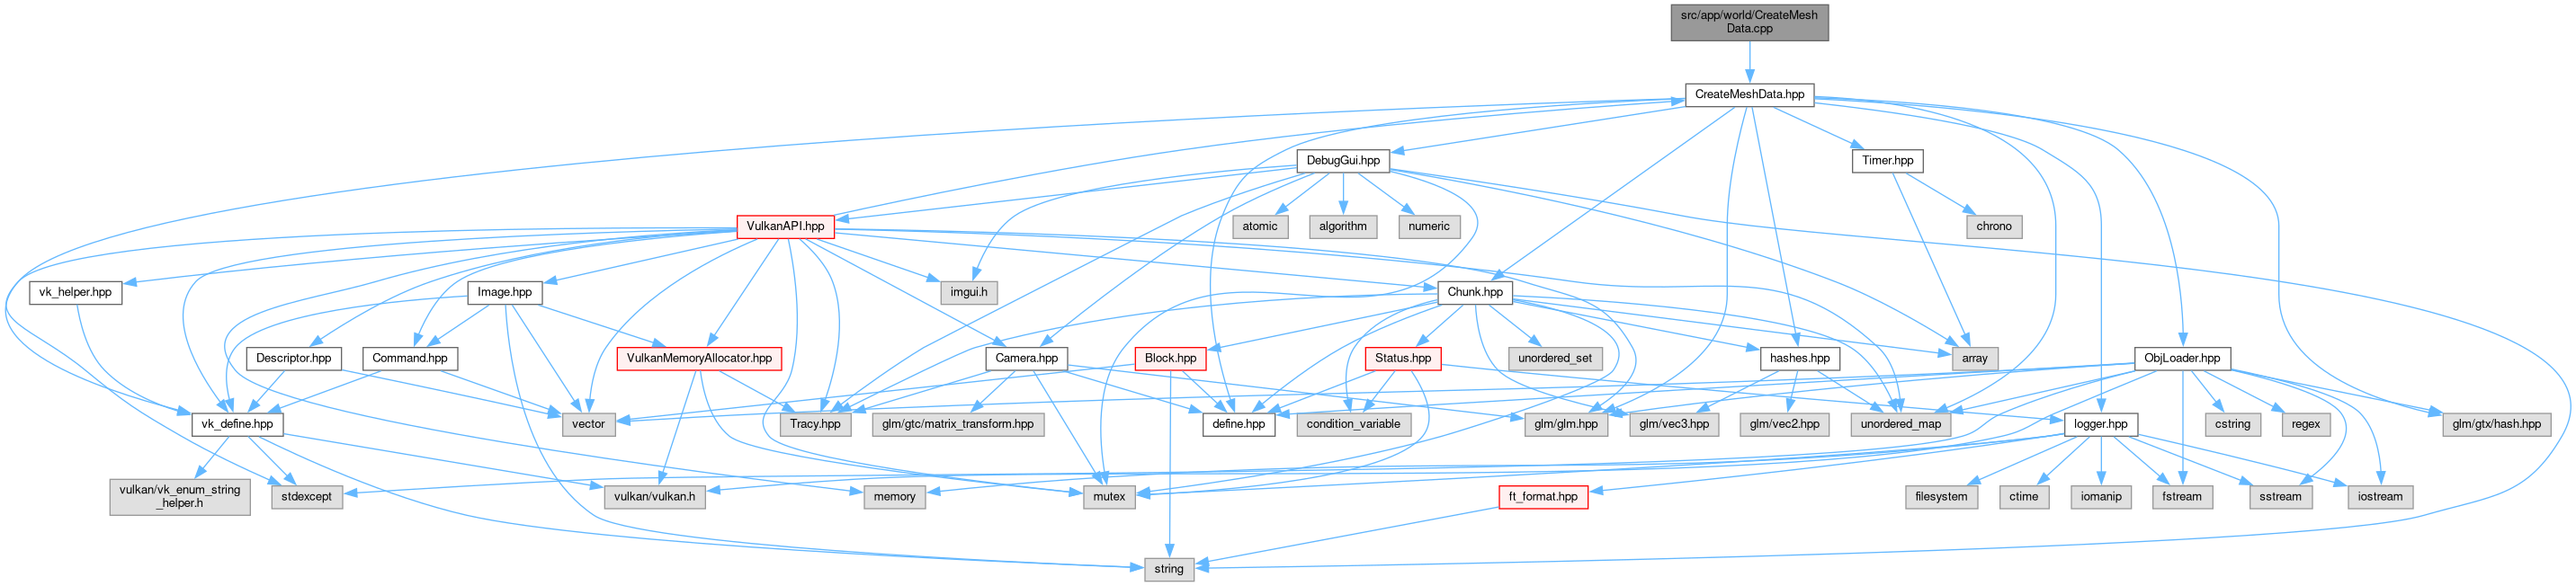 src/app/world/CreateMesh
Data.cpp
CreateMeshData.hpp
DebugGui.hpp
Timer.hpp
VulkanAPI.hpp
atomic
algorithm
numeric
chrono
vk_helper.hpp
Image.hpp
imgui.h
Chunk.hpp
Descriptor.hpp
Command.hpp
VulkanMemoryAllocator.hpp
Camera.hpp
Block.hpp
Status.hpp
unordered_set
hashes.hpp
array
ObjLoader.hpp
vk_define.hpp
vector
Tracy.hpp
glm/gtc/matrix_transform.hpp
define.hpp
condition_variable
glm/glm.hpp
glm/vec3.hpp
glm/vec2.hpp
unordered_map
logger.hpp
cstring
regex
glm/gtx/hash.hpp
vulkan/vk_enum_string
_helper.h
stdexcept
vulkan/vulkan.h
memory
mutex
ft_format.hpp
filesystem
ctime
iomanip
fstream
sstream
iostream
string